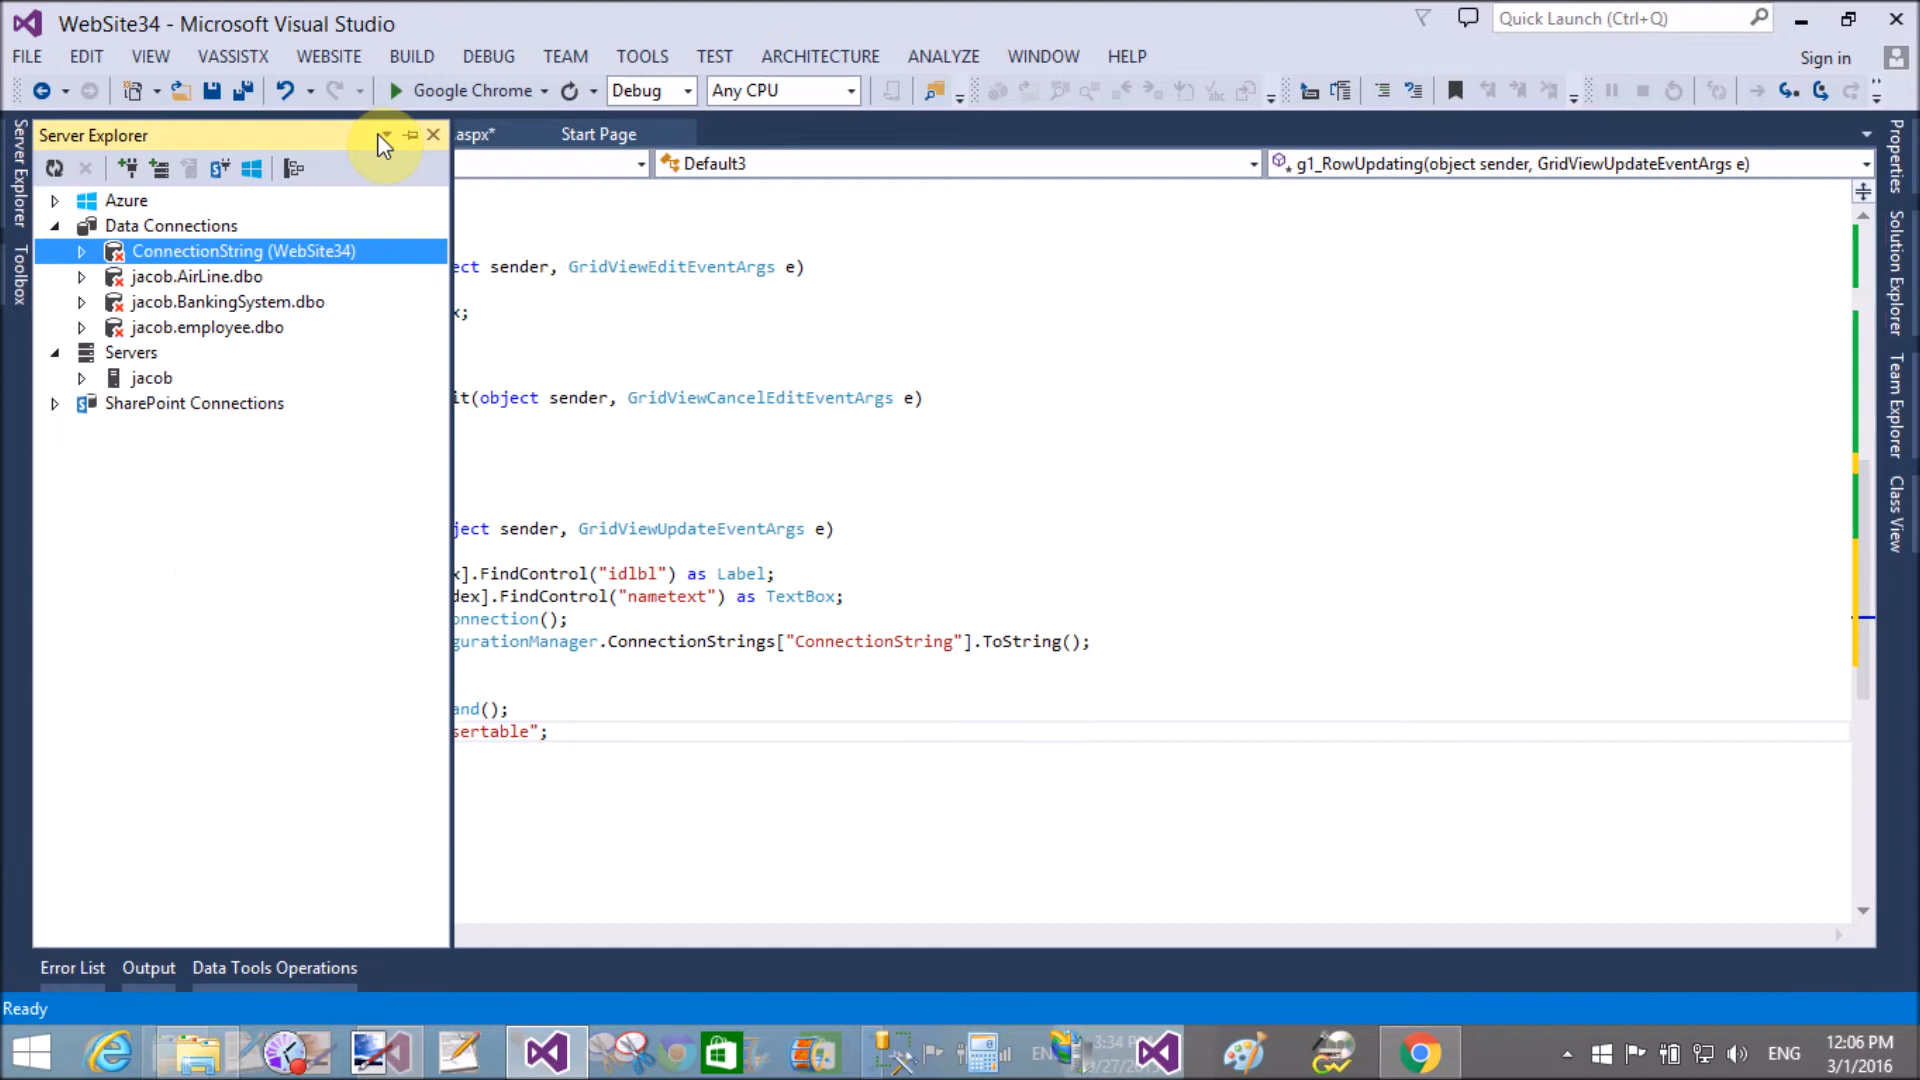 WebSite34 - Microsoft Visual Studio
Quick Launch (Ctrl+Q)
FILE EDIT VIEW VASSISTX WEBSITE BUILD DEBUG TEAM TOOLS TEST ARCHITECTURE ANALYZE WINDOW HELP
Sign in
Google Chrome Debug Any CPU
Server Explorer
.aspx* Start Page
Default3
g1_RowUpdating(object sender, GridViewUpdateEventArgs e)
Server Explorer
Toolbox
Azure
Data Connections
ConnectionString (WebSite34)
jacob.AirLine.dbo
jacob.BankingSystem.dbo
jacob.employee.dbo
Servers
jacob
SharePoint Connections
ect sender, GridViewEditEventArgs e)
x;
it(object sender, GridViewCancelEditEventArgs e)
ject sender, GridViewUpdateEventArgs e)
x].FindControl("idlbl") as Label;
dex].FindControl("nametext") as TextBox;
onnection();
gurationManager.ConnectionStrings["ConnectionString"].ToString();
and();
sertable";
Properties
Solution Explorer
Team Explorer
Class View
Error List Output Data Tools Operations
Ready
EN
3:34
ENG
12:06 PM
3/1/2016